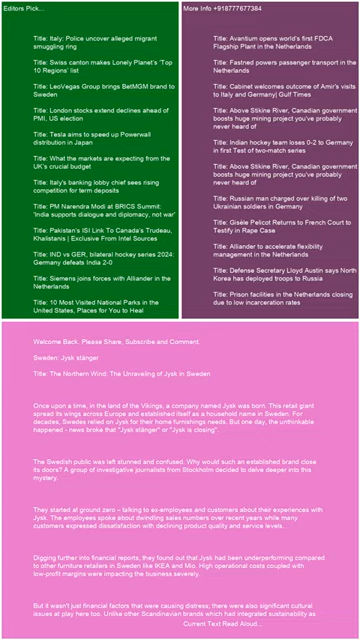 Editors Pick...
Title: Italy: Police uncover alleged migrant
smuggling ring
Title: Swiss canton makes Lonely Planet's 'Top
10 Regions' list
Title: LeoVegas Group brings BetMGM brand to
Sweden
Title: London stocks extend declines ahead of
PMI, US election
Title: Tesla aims to speed up Powerwall
distribution in Japan
Title: What the markets are expecting from the
UK's crucial budget
Title: Italy's banking lobby chief sees rising
competition for term deposits
Title: PM Narendra Modi at BRICS Summit:
'India supports dialogue and diplomacy, not war'
Title: Pakistan's ISI Link To Canada's Trudeau,
Khalistanis | Exclusive From Intel Sources
Title: IND vs GER, bilateral hockey series 2024:
Germany defeats India 2-0
Title: Siemens joins forces with Alliander in the
Netherlands
Title: 10 Most Visited National Parks in the
United States, Places for You to Heal
More Info +918777677384
Title: Avantium opens world's first FDCA
Flagship Plant in the Netherlands
Title: Fastned powers passenger transport in the
Netherlands
Title: Cabinet welcomes outcome of Amir's visits
to Italy and Germany| Gulf Times
Title: Above Stikine River, Canadian government
boosts huge mining project you've probably
never heard of
Title: Indian hockey team loses 0-2 to Germany
in first Test of two-match series
Title: Above Stikine River, Canadian government
boosts huge mining project you've probably
never heard of
Title: Russian man charged over killing of two
Ukrainian soldiers in Germany
Title: Gisèle Pelicot Returns to French Court to
Testify in Rape Case
Title: Alliander to accelerate flexibility
management in the Netherlands
Title: Defense Secretary Lloyd Austin says North
Korea has deployed troops to Russia
Title: Prison facilities in the Netherlands closing
due to low incarceration rates
Welcome Back. Please Share, Subscribe and Comment.
Sweden: Jysk stänger
Title: The Northern Wind: The Unraveling of Jysk in Sweden
Once upon a time, in the land of the Vikings, a company named Jysk was born. This retail giant
spread its wings across Europe and established itself as a household name in Sweden. For
decades, Swedes relied on Jysk for their home furnishings needs. But one day, the unthinkable
happened - news broke that "Jysk stänger" or "Jysk is closing".
The Swedish public was left stunned and confused. Why would such an established brand close
its doors? A group of investigative journalists from Stockholm decided to delve deeper into this
mystery.
They started at ground zero – talking to ex-employees and customers about their experiences with
Jysk. The employees spoke about dwindling sales numbers over recent years while many
customers expressed dissatisfaction with declining product quality and service levels.
Digging further into financial reports, they found out that Jysk had been underperforming compared
to other furniture retailers in Sweden like IKEA and Mio. High operational costs coupled with
low-profit margins were impacting the business severely.
But it wasn't just financial factors that were causing distress; there were also significant cultural
issues at play here too. Unlike other Scandinavian brands which had integrated sustainability as
Current Text Read Aloud...